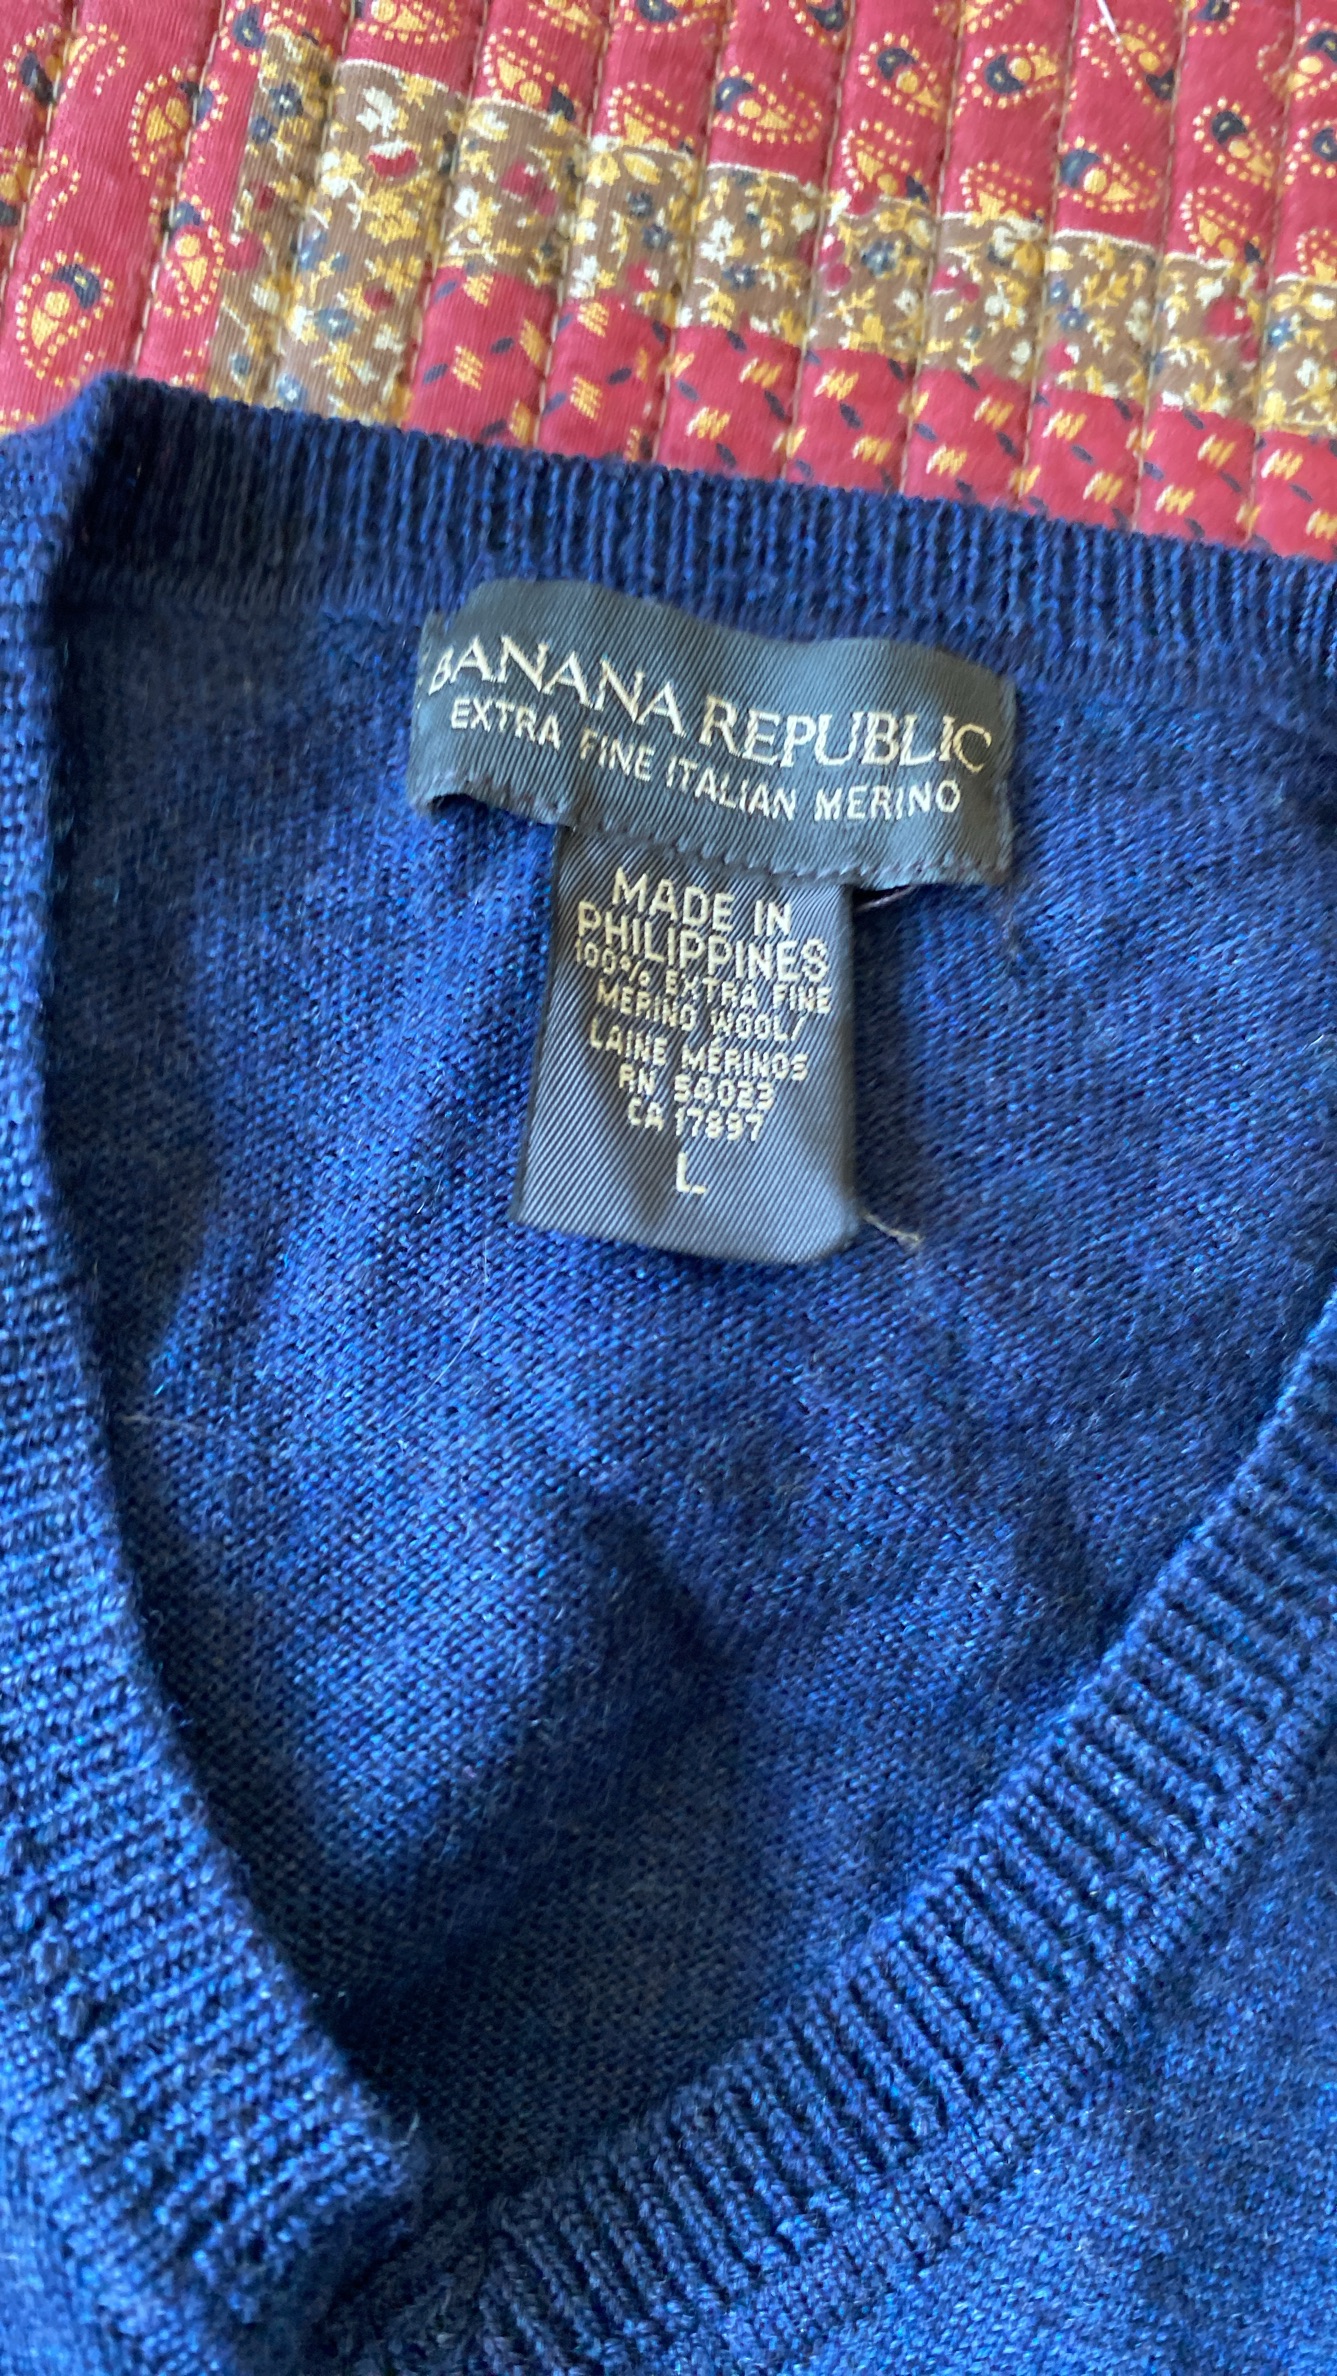 BANANA REPUBLIC
EXTRA FINE ITALIAN MERINO
MADE IN
PHILIPPINES
100% EXTRA FINE
MERINO WOOL/
LAINE MÉRINOS
RN 54023
CA 17897
L